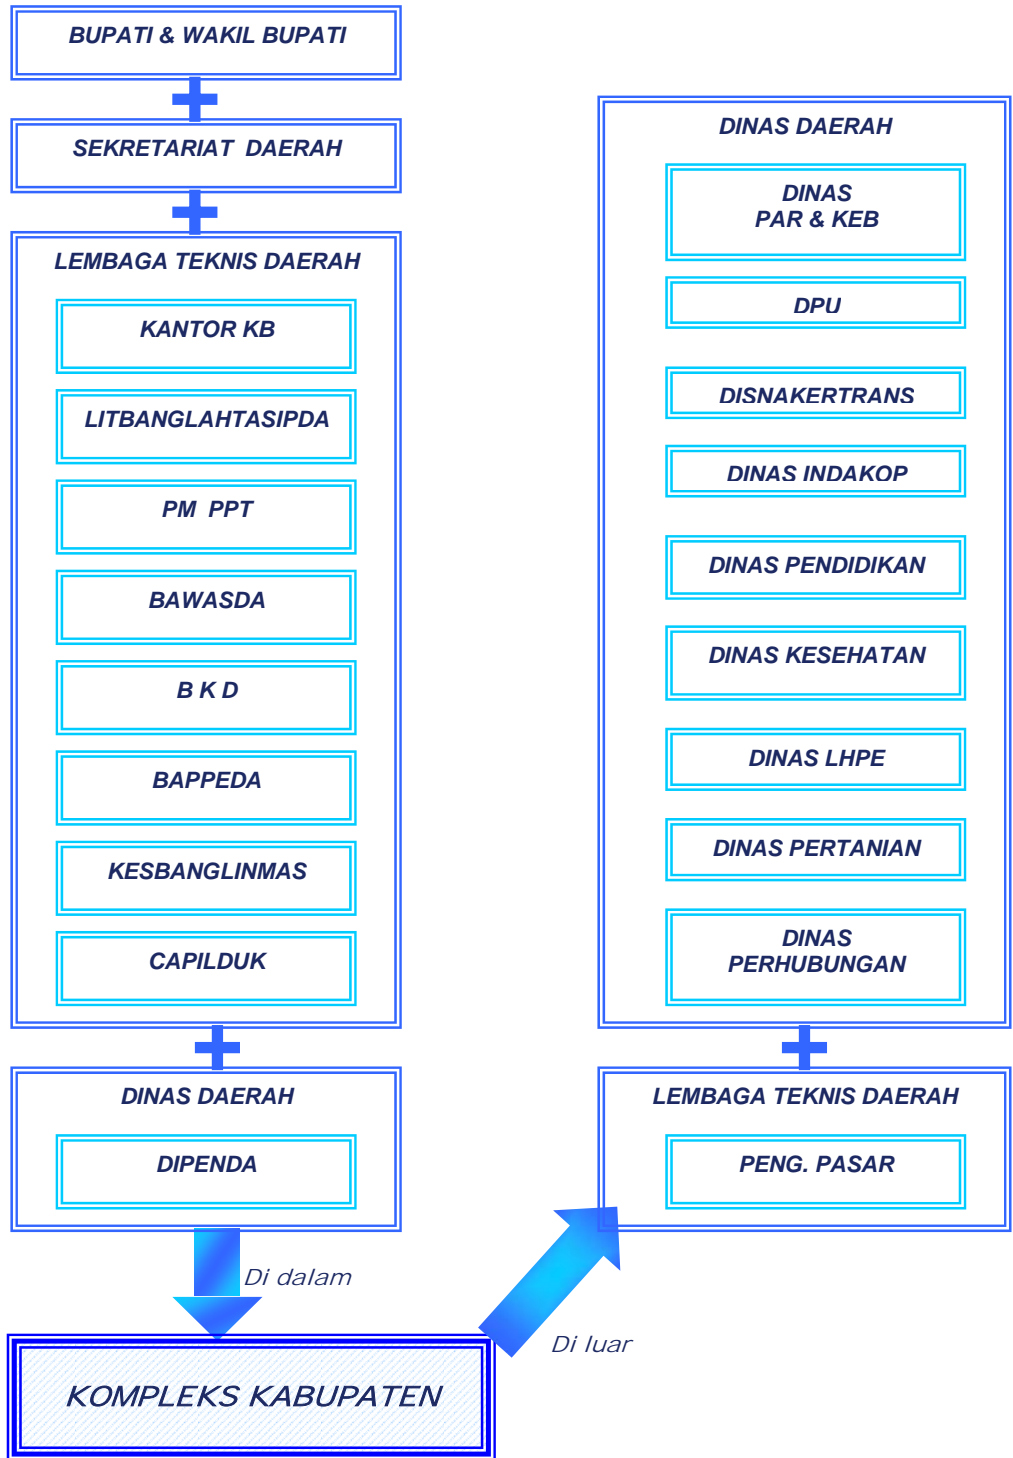 BUPATI & WAKIL BUPATI
SEKRETARIAT DAERAH
LEMBAGA TEKNIS DAERAH
KANTOR KB
LITBANGLAHTASIPDA
PM PPT
BAWASDA
B K D
BAPPEDA
KESBANGLINMAS
CAPILDUK
DINAS DAERAH
DIPENDA
Di dalam
KOMPLEKS KABUPATEN
Di luar
DINAS DAERAH
DINAS
PAR & KEB
DPU
DISNAKERTRANS
DINAS INDAKOP
DINAS PENDIDIKAN
DINAS KESEHATAN
DINAS LHPE
DINAS PERTANIAN
DINAS
PERHUBUNGAN
LEMBAGA TEKNIS DAERAH
PENG. PASAR